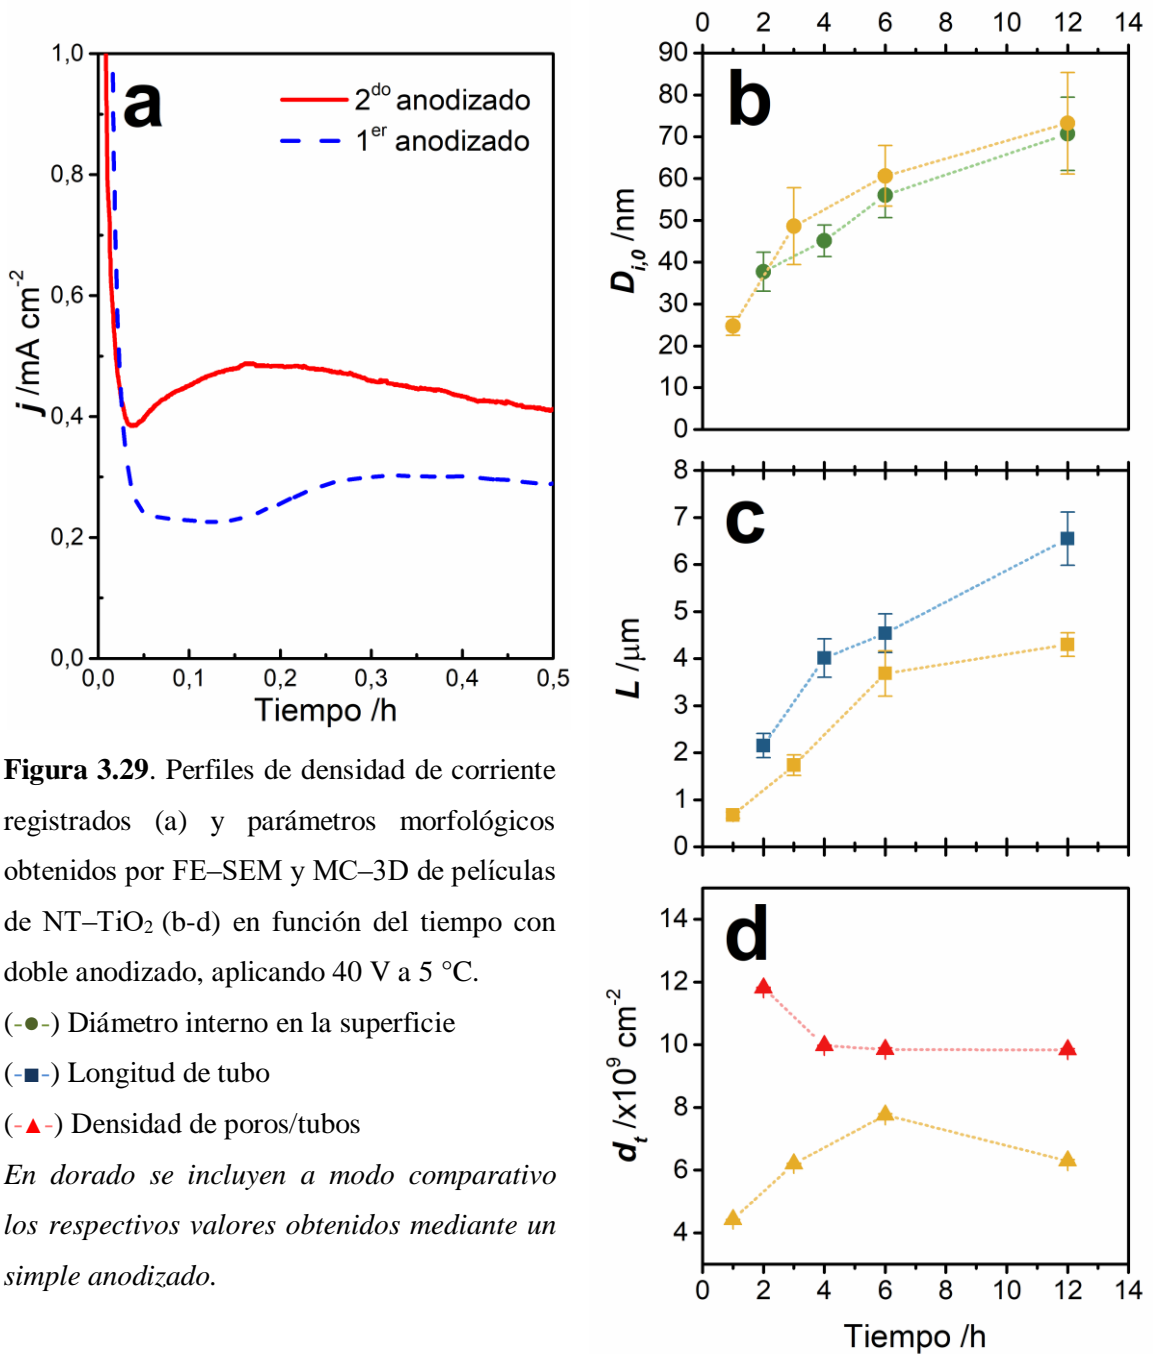 a
2do anodizado
1er anodizado
1,0
0,8
0,6
0,4
0,2
0,0
j /mA cm-2
0,0 0,1 0,2 0,3 0,4 0,5
Tiempo /h
Figura 3.29. Perfiles de densidad de corriente
registrados (a) y parámetros morfológicos
obtenidos por FE–SEM y MC–3D de películas
de NT–TiO2 (b-d) en función del tiempo con
doble anodizado, aplicando 40 V a 5 °C.
(-●-) Diámetro interno en la superficie
(-■-) Longitud de tubo
(-▲-) Densidad de poros/tubos
En dorado se incluyen a modo comparativo
los respectivos valores obtenidos mediante un
simple anodizado.
0 2 4 6 8 10 12 14
b
90
80
70
60
50
40
30
20
10
0
Di,0 /nm
c
8
7
6
5
4
3
2
1
0
L /μm
d
14
12
10
8
6
4
dt /x109 cm-2
0 2 4 6 8 10 12 14
Tiempo /h